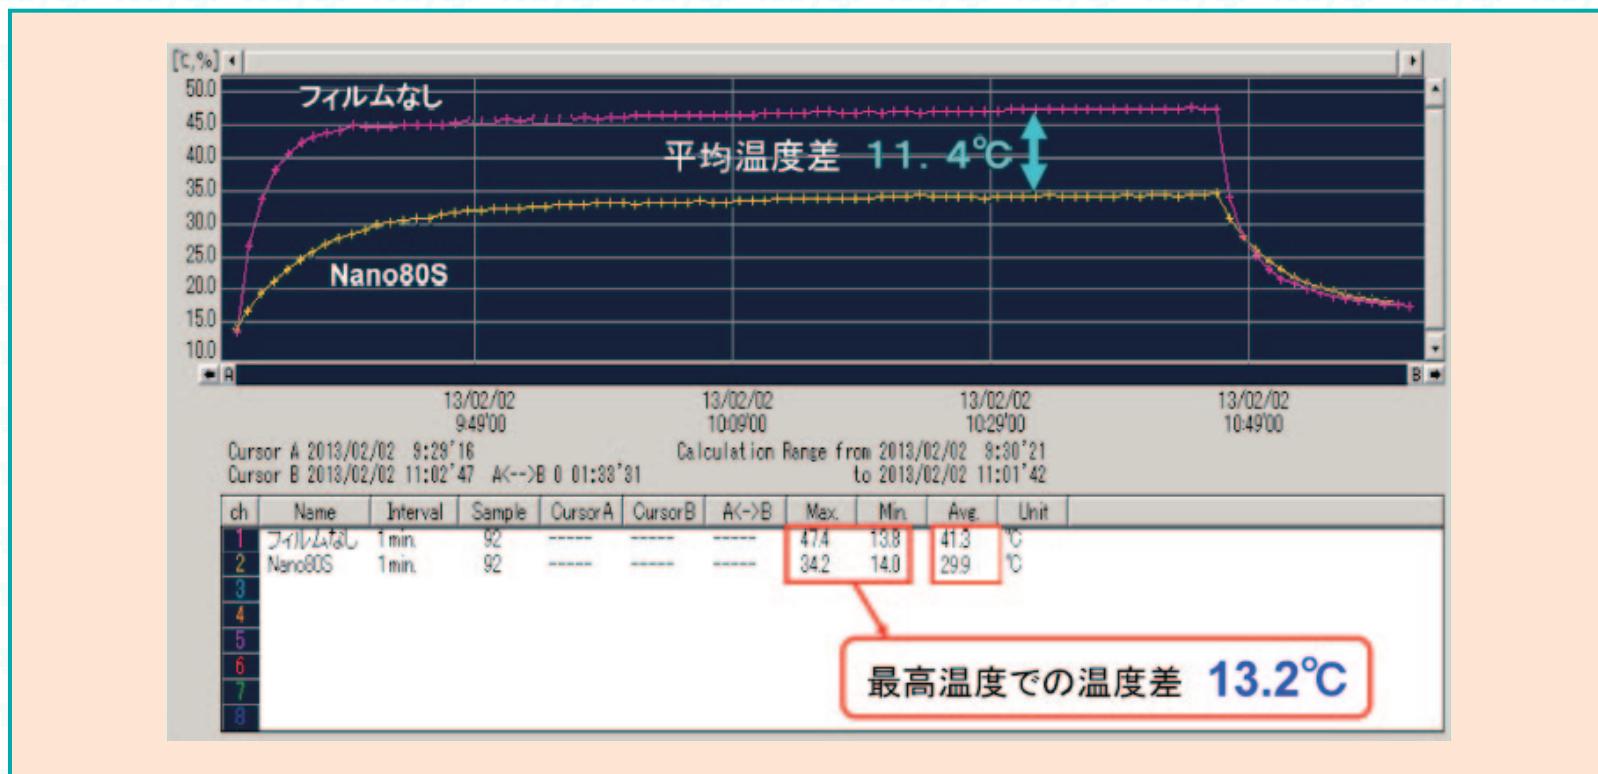 [℃,%]
50.0
45.0
40.0
35.0
30.0
25.0
20.0
15.0
10.0
フィルムなし
平均温度差 11.4℃
Nano80S
A B
13/02/02 13/02/02 13/02/02 13/02/02
9:49'00 10:09'00 10:29'00 10:49'00
Cursor A 2013/02/02 9:29'16 Calculation Range from 2013/02/02 9:30'21
Cursor B 2013/02/02 11:02'47 A<-->B 0 01:33'31 to 2013/02/02 11:01'42
ch Name Interval Sample CursorA CursorB A<->B Max. Min. Avg. Unit
1 フィルムなし 1min. 92 ----- ----- ----- 47.4 13.8 41.3 ℃
2 Nano80S 1min. 92 ----- ----- ----- 34.2 14.0 29.9 ℃
3
4
5
6
7
8
最高温度での温度差 13.2℃